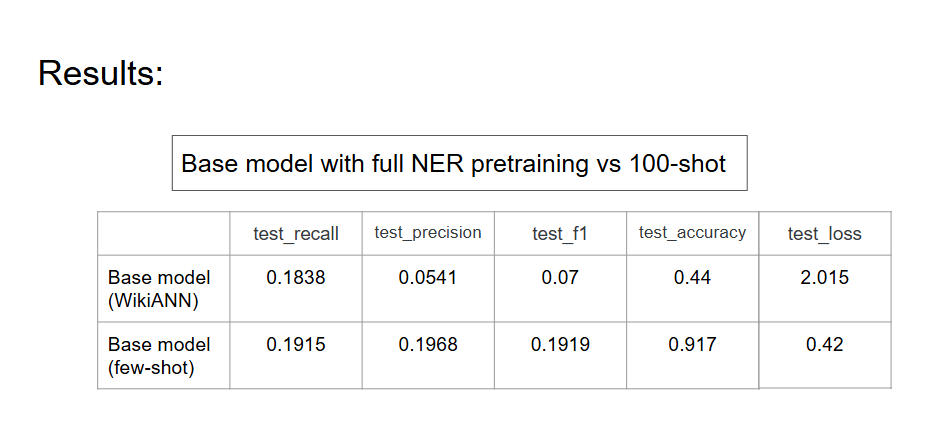 Results:
Base model with full NER pretraining vs 100-shot
test_recall test_precision test_f1 test_accuracy test_loss
Base model 0.1838 0.0541 0.07 0.44 2.015
(WikiANN)
Base model 0.1915 0.1968 0.1919 0.917 0.42
(few-shot)